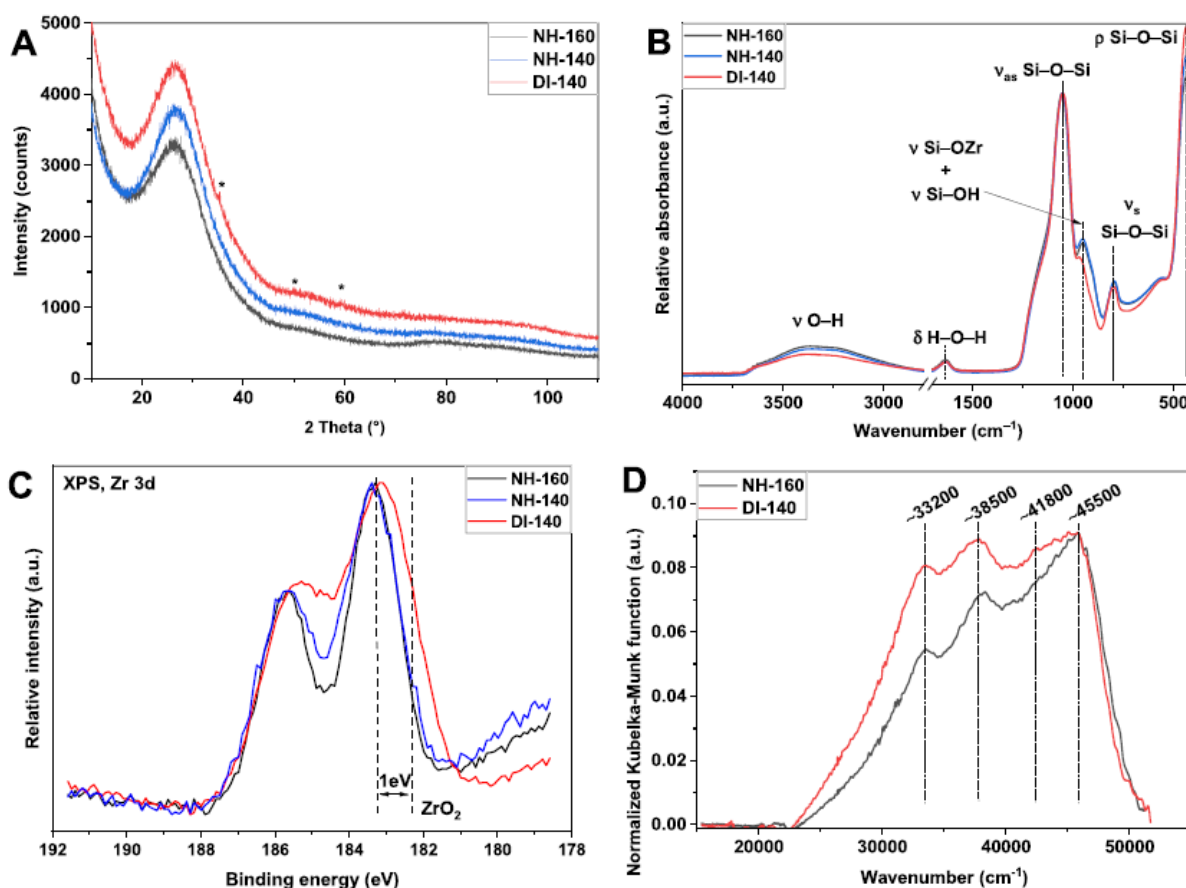 A
NH-160
NH-140
DI-140
*
*
*
Intensity (counts)
5000
4000
3000
2000
1000
0
20
40
60
80
100
2 Theta (°)
B
NH-160
NH-140
DI-140
ρ Si–O–Si
νas Si–O–Si
ν Si–OZr
+
ν Si–OH
νs
Si–O–Si
ν O–H
δ H–O–H
Relative absorbance (a.u.)
4000
3500
3000
1500
1000
500
Wavenumber (cm⁻¹)
C
XPS, Zr 3d
NH-160
NH-140
DI-140
1eV
ZrO₂
Relative intensity (a.u.)
192
190
188
186
184
182
180
178
Binding energy (eV)
D
NH-160
DI-140
~33200
~38500
~41800
~45500
Normalized Kubelka-Munk function (a.u.)
0.10
0.08
0.06
0.04
0.02
0.00
20000
30000
40000
50000
Wavenumber (cm⁻¹)